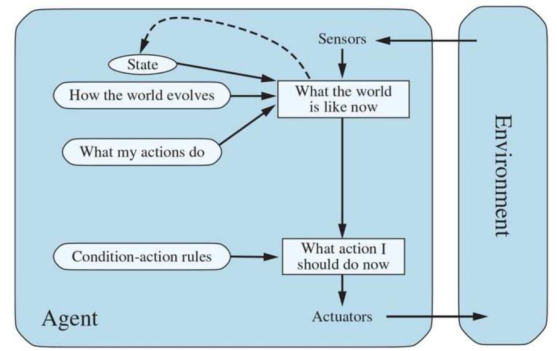 Sensors
State
How the world evolves
What the world
is like now
What my actions do
Environment
Condition-action rules
What action I
should do now
Agent
Actuators